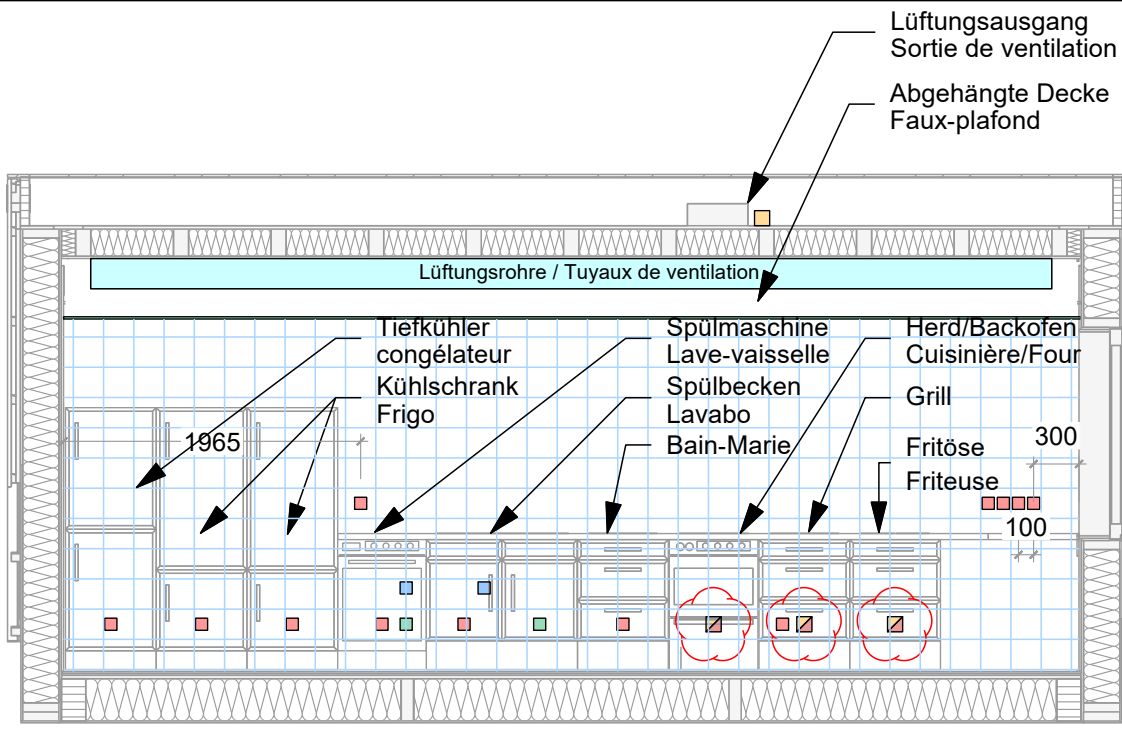 Lüftungsausgang
Sortie de ventilation
Abgehängte Decke
Faux-plafond
Lüftungsrohre / Tuyaux de ventilation
Tiefkühler
congélateur
Kühlschrank
Frigo
Spülmaschine
Lave-vaisselle
Spülbecken
Lavabo
Bain-Marie
Herd/Backofen
Cuisinière/Four
Grill
Fritöse
Friteuse
1965
300
100